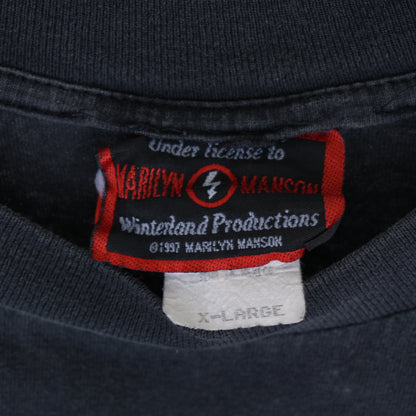 Under license to
MARILYN MANSON
Winterland Productions
©1997 MARILYN MANSON
X-LARGE